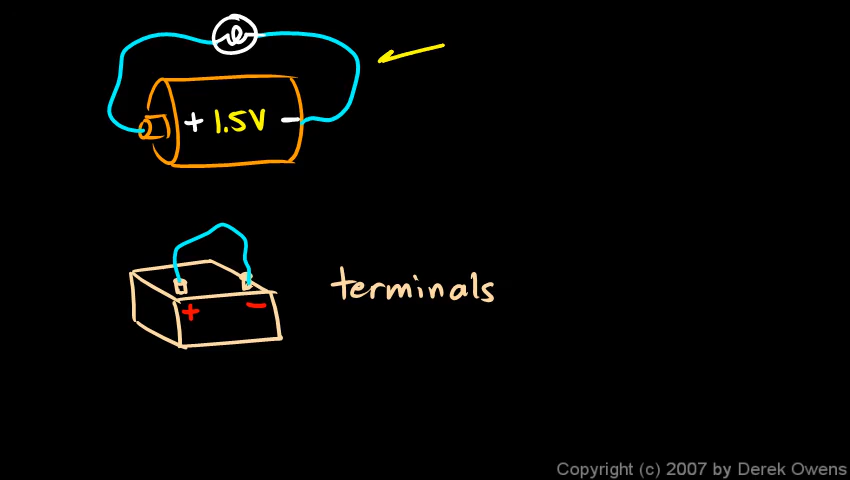 + 1.5V −
terminals
+ −
Copyright (c) 2007 by Derek Owens